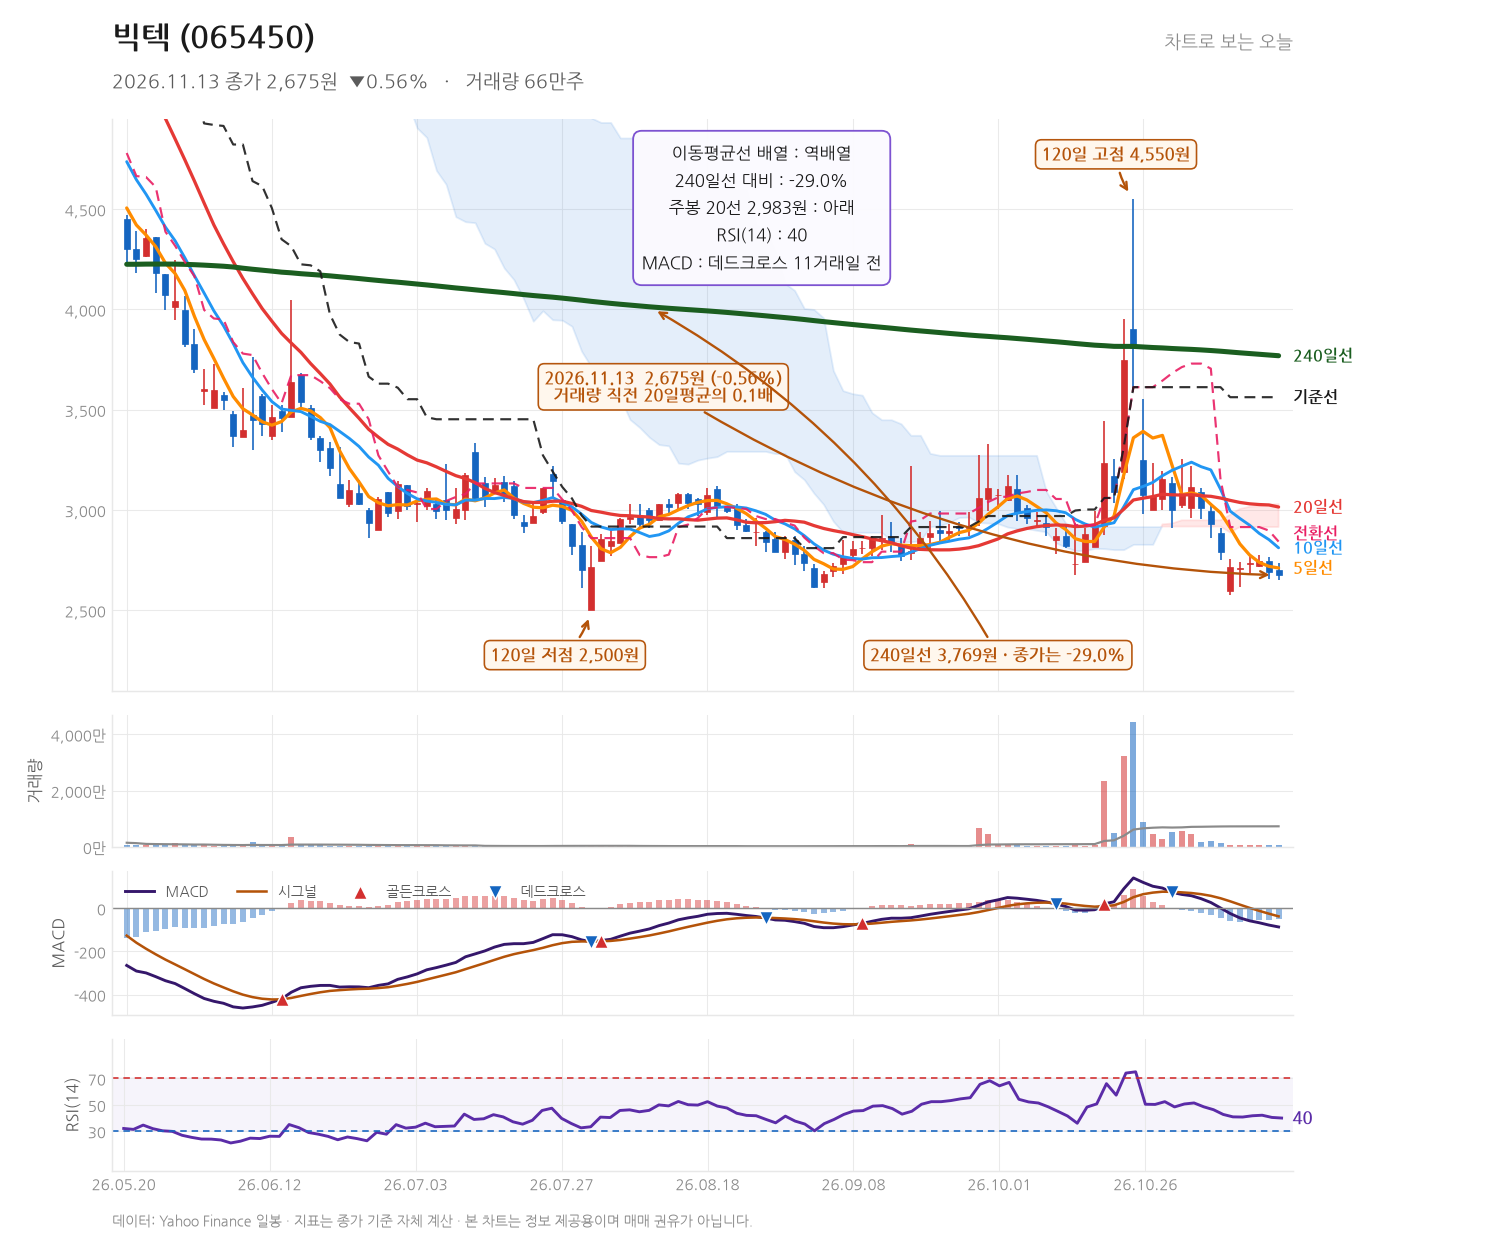 빅텍 (065450)
차트로 보는 오늘
2026.11.13 종가 2,675원 ▼0.56% · 거래량 66만주
이동평균선 배열 : 역배열
240일선 대비 : -29.0%
주봉 20선 2,983원 : 아래
RSI(14) : 40
MACD : 데드크로스 11거래일 전
120일 고점 4,550원
4,500
4,000
3,500
3,000
2,500
2026.11.13 2,675원 (-0.56%)
거래량 직전 20일평균의 0.1배
240일선
기준선
20일선
전환선
10일선
5일선
120일 저점 2,500원
240일선 3,769원 · 종가는 -29.0%
거래량
4,000만
2,000만
0만
MACD
MACD
시그널
▲ 골든크로스
▼ 데드크로스
0
-200
-400
RSI(14)
70
50
30
40
26.05.20
26.06.12
26.07.03
26.07.27
26.08.18
26.09.08
26.10.01
26.10.26
데이터: Yahoo Finance 일봉 · 지표는 종가 기준 자체 계산 · 본 차트는 정보 제공용이며 매매 권유가 아닙니다.